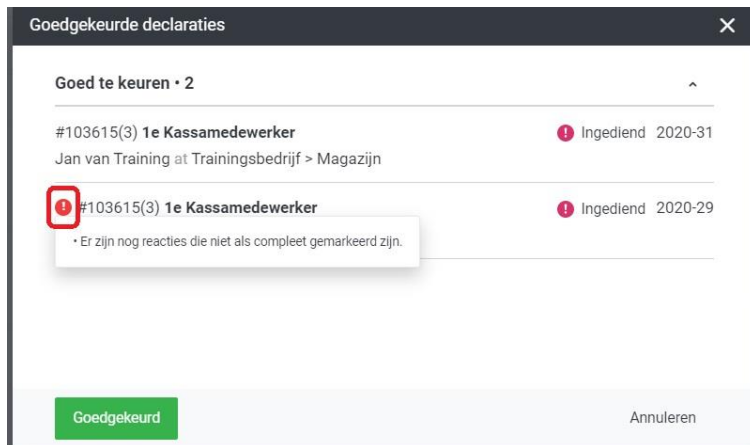 Goedgekeurde declaraties
Goed te keuren • 2
#103615(3) 1e Kassamedewerker Ingediend 2020-31
Jan van Training at Trainingsbedrijf > Magazijn
#103615(3) 1e Kassamedewerker Ingediend 2020-29
• Er zijn nog reacties die niet als compleet gemarkeerd zijn.
Goedgekeurd Annuleren